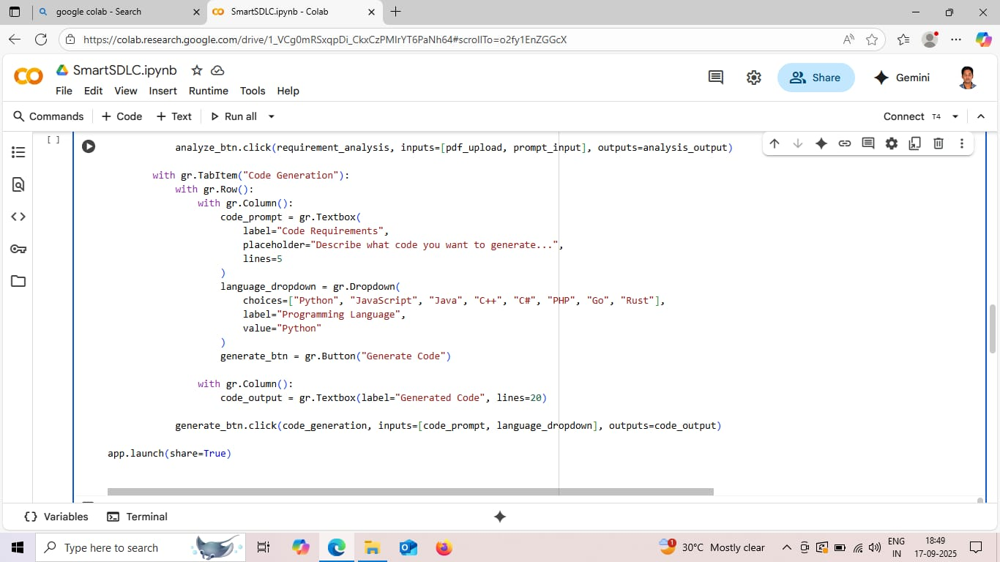 google colab - Search
SmartSDLC.ipynb - Colab
https://colab.research.google.com/drive/1_VCg0mRSxqpDi_CkxCzPMIrYT6PaNh64#scrollTo=o2fy1EnZGGcX
SmartSDLC.ipynb
Share
Gemini
File Edit View Insert Runtime Tools Help
Commands + Code + Text Run all
Connect T4
[ ]
analyze_btn.click(requirement_analysis, inputs=[pdf_upload, prompt_input], outputs=analysis_output)
with gr.TabItem("Code Generation"):
with gr.Row():
with gr.Column():
code_prompt = gr.Textbox(
label="Code Requirements",
placeholder="Describe what code you want to generate...",
lines=5
)
language_dropdown = gr.Dropdown(
choices=["Python", "JavaScript", "Java", "C++", "C#", "PHP", "Go", "Rust"],
label="Programming Language",
value="Python"
)
generate_btn = gr.Button("Generate Code")
with gr.Column():
code_output = gr.Textbox(label="Generated Code", lines=20)
generate_btn.click(code_generation, inputs=[code_prompt, language_dropdown], outputs=code_output)
app.launch(share=True)
{} Variables Terminal
Type here to search
1
30°C Mostly clear
ENG
IN
18:49
17-09-2025